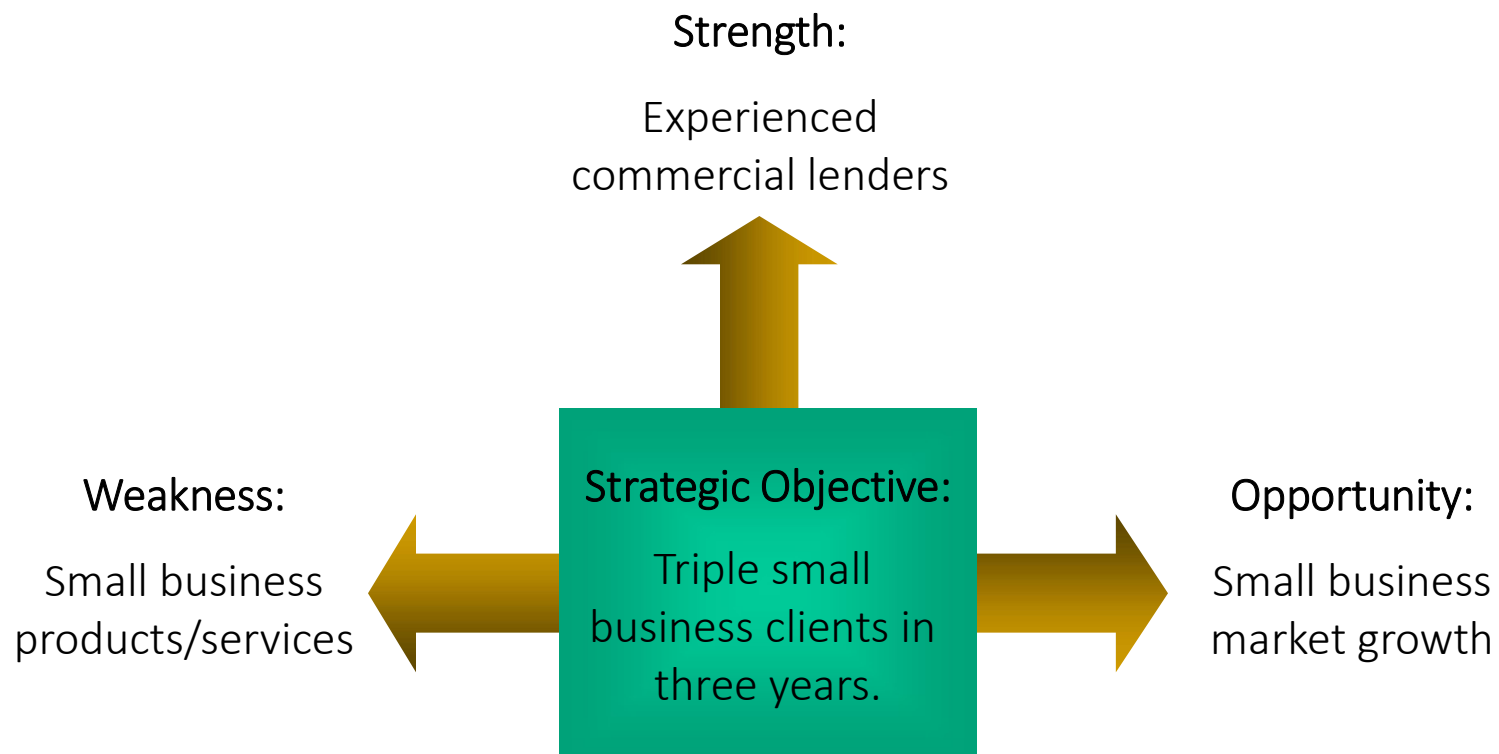 Strength:
Experienced
commercial lenders
Weakness:
Small business
products/services
Strategic Objective:
Triple small
business clients in
three years.
Opportunity:
Small business
market growth